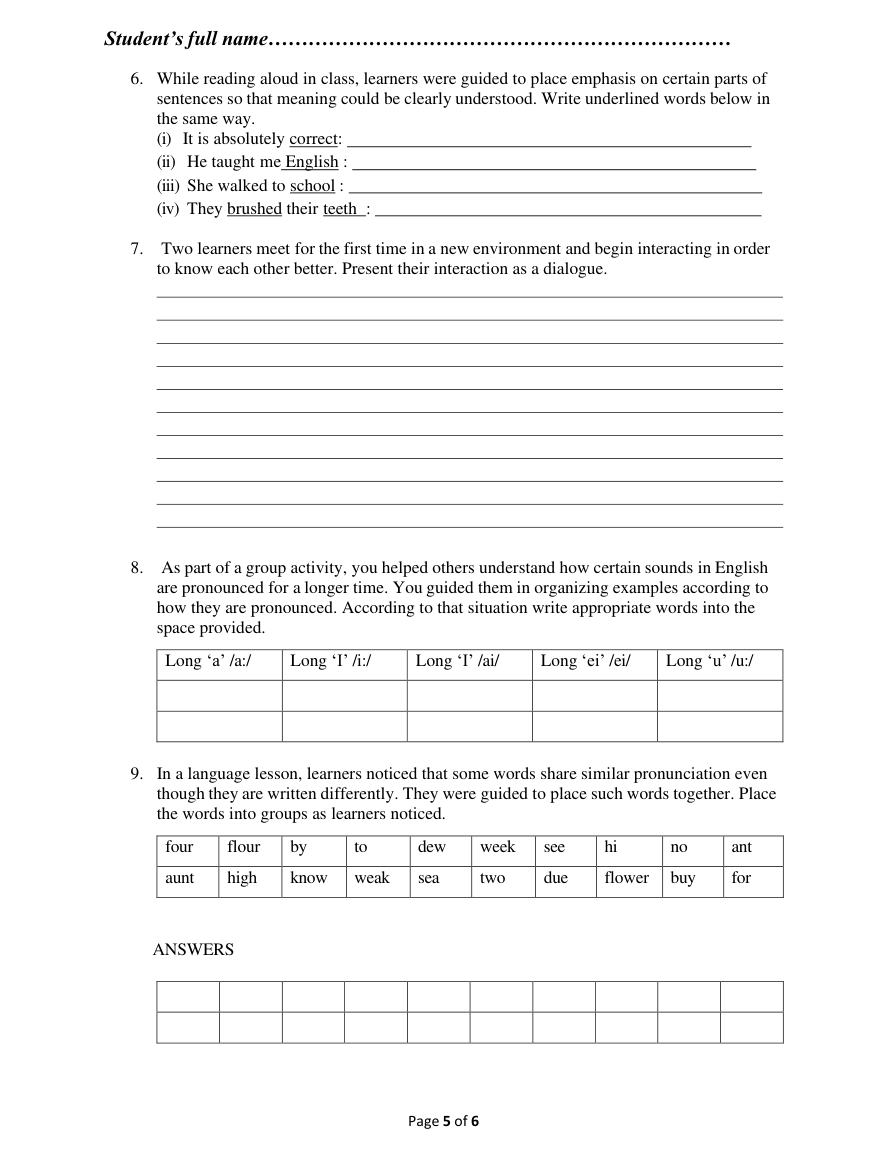 Student's full name……………………………………………………………
6. While reading aloud in class, learners were guided to place emphasis on certain parts of
sentences so that meaning could be clearly understood. Write underlined words below in
the same way.
(i) It is absolutely correct: ______________________________________________
(ii) He taught me English : ______________________________________________
(iii) She walked to school : ______________________________________________
(iv) They brushed their teeth : ____________________________________________
7. Two learners meet for the first time in a new environment and begin interacting in order
to know each other better. Present their interaction as a dialogue.
8. As part of a group activity, you helped others understand how certain sounds in English
are pronounced for a longer time. You guided them in organizing examples according to
how they are pronounced. According to that situation write appropriate words into the
space provided.
Long ‘a’ /a:/ Long ‘I’ /i:/ Long ‘I’ /ai/ Long ‘ei’ /ei/ Long ‘u’ /u:/
9. In a language lesson, learners noticed that some words share similar pronunciation even
though they are written differently. They were guided to place such words together. Place
the words into groups as learners noticed.
four flour by to dew week see hi no ant
aunt high know weak sea two due flower buy for
ANSWERS
Page 5 of 6